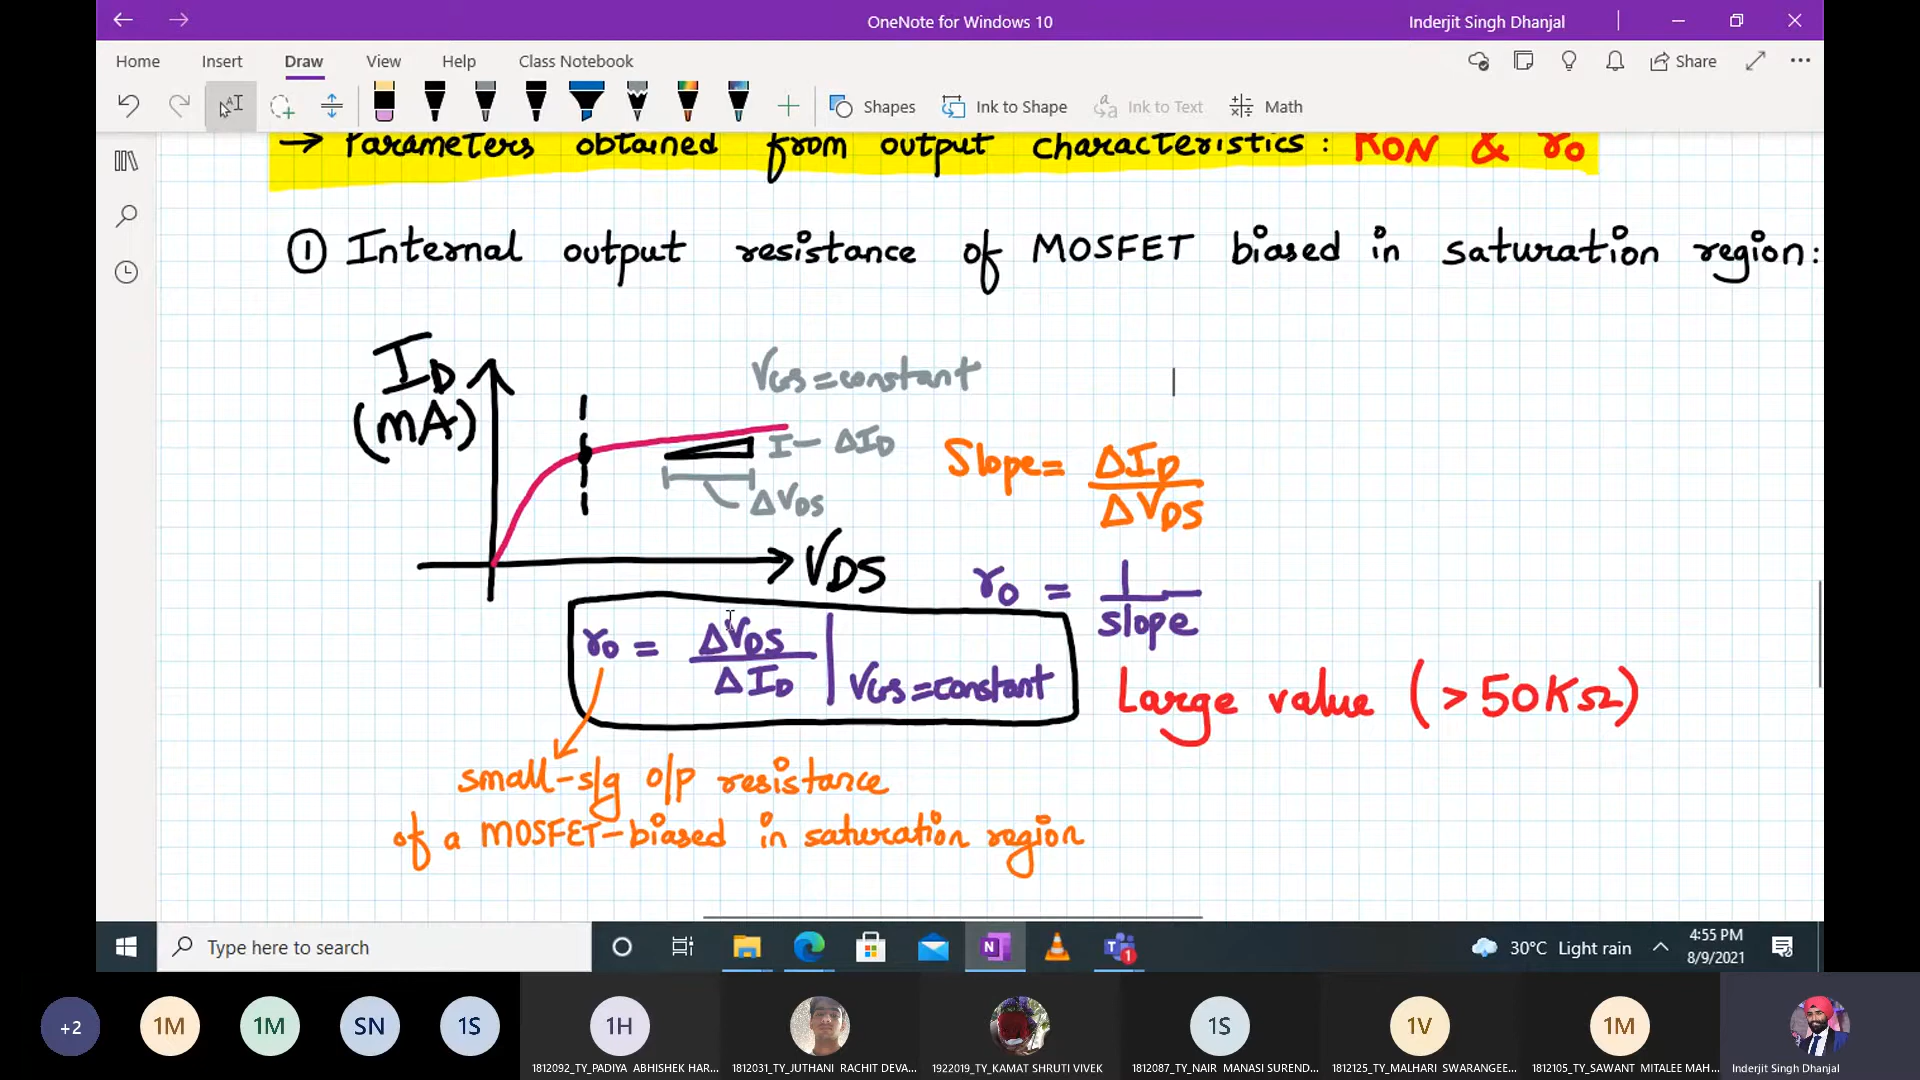 OneNote for Windows 10
Inderjit Singh Dhanjal
Home Insert Draw View Help Class Notebook Share
Shapes Ink to Shape Ink to Text Math
→ Parameters obtained from output characteristics : RON & ro
① Internal output resistance of MOSFET biased in saturation region:
ID
(mA)
VGS = constant
I - ΔID
ΔVDS
VDS
Slope = ΔID
ΔVDS
ro = 1
slope
ro = ΔVDS
ΔID
VGS = constant
Large value (>50KΩ)
small-s/g o/p resistance
of a MOSFET-biased in saturation region
Type here to search
30°C Light rain
4:55 PM
8/9/2021
1
+2 1M 1M SN 1S 1H 1S 1V 1M
1812092_TY_PADIYA ABHISHEK HAR...
1812031_TY_JUTHANI RACHIT DEVA...
1922019_TY_KAMAT SHRUTI VIVEK
1812087_TY_NAIR MANASI SUREND...
1812125_TY_MALHARI SWARANGEE...
1812105_TY_SAWANT MITALEE MAH...
Inderjit Singh Dhanjal